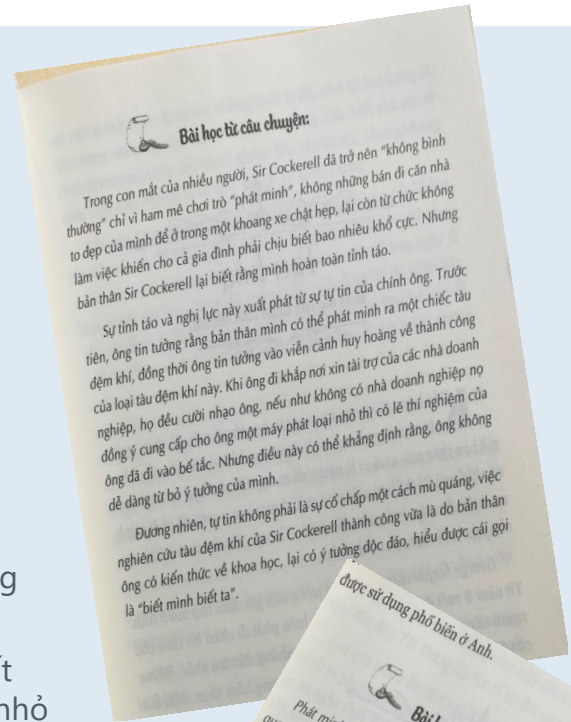 Bài học từ câu chuyện:
Trong con mắt của nhiều người, Sir Cockerell đã trở nên "không bình
thường" chỉ vì ham mê chơi trò "phát minh", không những bán đi căn nhà
to đẹp của mình để ở trong một khoang xe chật hẹp, lại còn từ chức không
làm việc khiến cho cả gia đình phải chịu biết bao nhiêu khổ cực. Nhưng
bản thân Sir Cockerell lại biết rằng mình hoàn toàn tỉnh táo.
Sự tỉnh táo và nghị lực này xuất phát từ sự tự tin của chính ông. Trước
tiên, ông tin tưởng rằng bản thân mình có thể phát minh ra một chiếc tàu
đệm khí, đồng thời ông tin tưởng vào viễn cảnh huy hoàng về thành công
của loại tàu đệm khí này. Khi ông đi khắp nơi xin tài trợ của các nhà doanh
nghiệp, họ đều cười nhạo ông, nếu như không có nhà doanh nghiệp nọ
đồng ý cung cấp cho ông một máy phát loại nhỏ thì có lẽ thí nghiệm của
ông đã đi vào bế tắc. Nhưng điều này có thể khẳng định rằng, ông không
dễ dàng từ bỏ ý tưởng của mình.
Đương nhiên, tự tin không phải là sự cố chấp một cách mù quáng, việc
nghiên cứu tàu đệm khí của Sir Cockerell thành công vừa là do bản thân
ông có kiến thức về khoa học, lại có ý tưởng độc đáo, hiểu được cái gọi
là "biết mình biết ta".
được sử dụng phổ biến ở Anh.
Phát
nhỏ